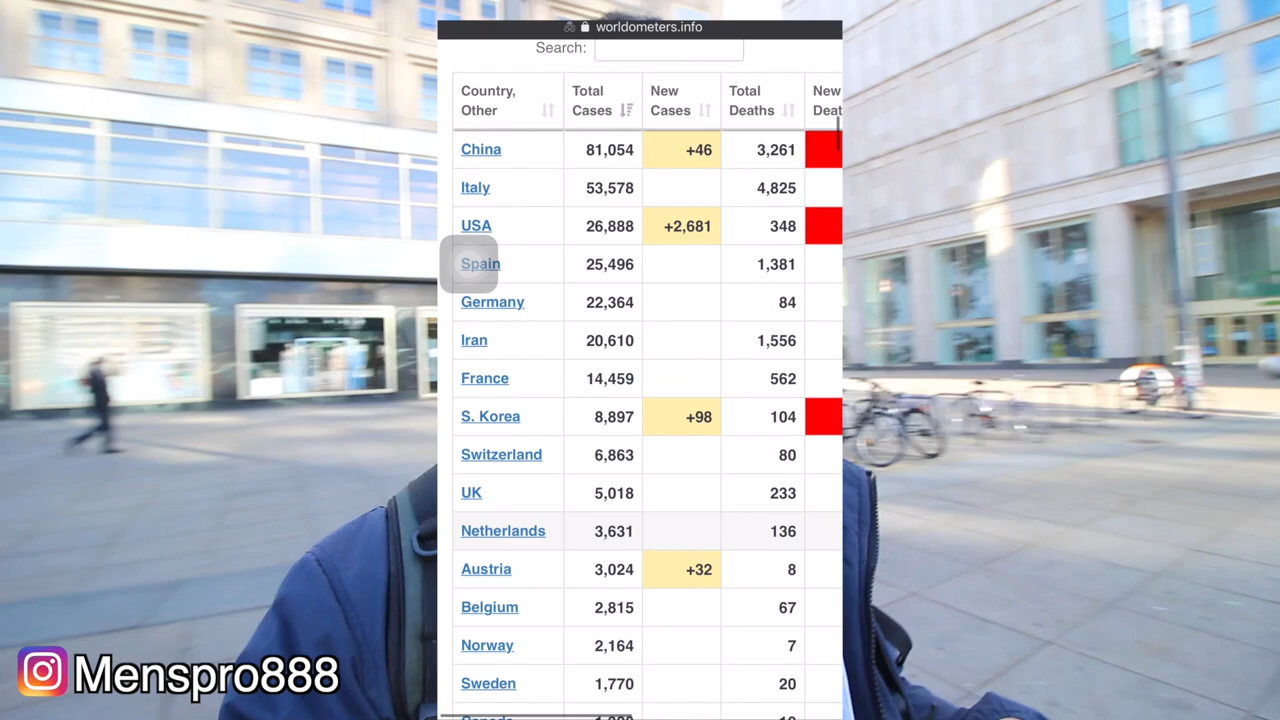 worldometers.info
Search:
Country, Other Total Cases New Cases Total Deaths New
China 81,054 +46 3,261
Italy 53,578 4,825
USA 26,888 +2,681 348
Spain 25,496 1,381
Germany 22,364 84
Iran 20,610 1,556
France 14,459 562
S. Korea 8,897 +98 104
Switzerland 6,863 80
UK 5,018 233
Netherlands 3,631 136
Austria 3,024 +32 8
Belgium 2,815 67
Norway 2,164 7
Sweden 1,770 20
Menspro888